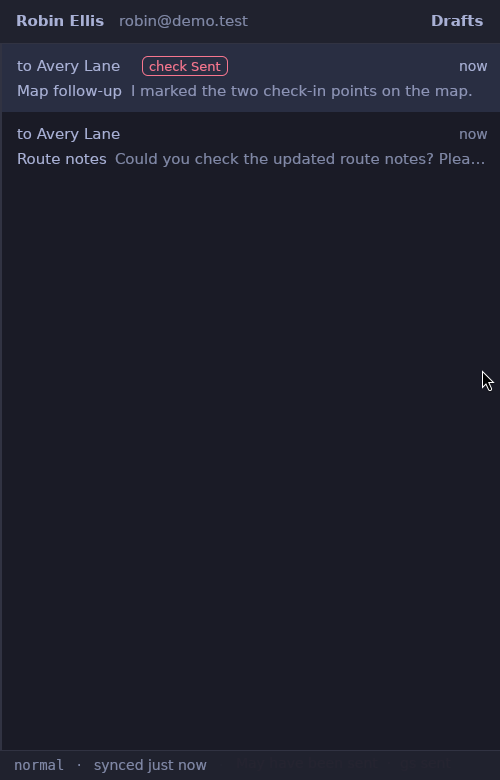 Robin Ellis robin@demo.test Drafts
to Avery Lane check Sent now
Map follow-up I marked the two check-in points on the map.
to Avery Lane now
Route notes Could you check the updated route notes? Plea…
normal · synced just now